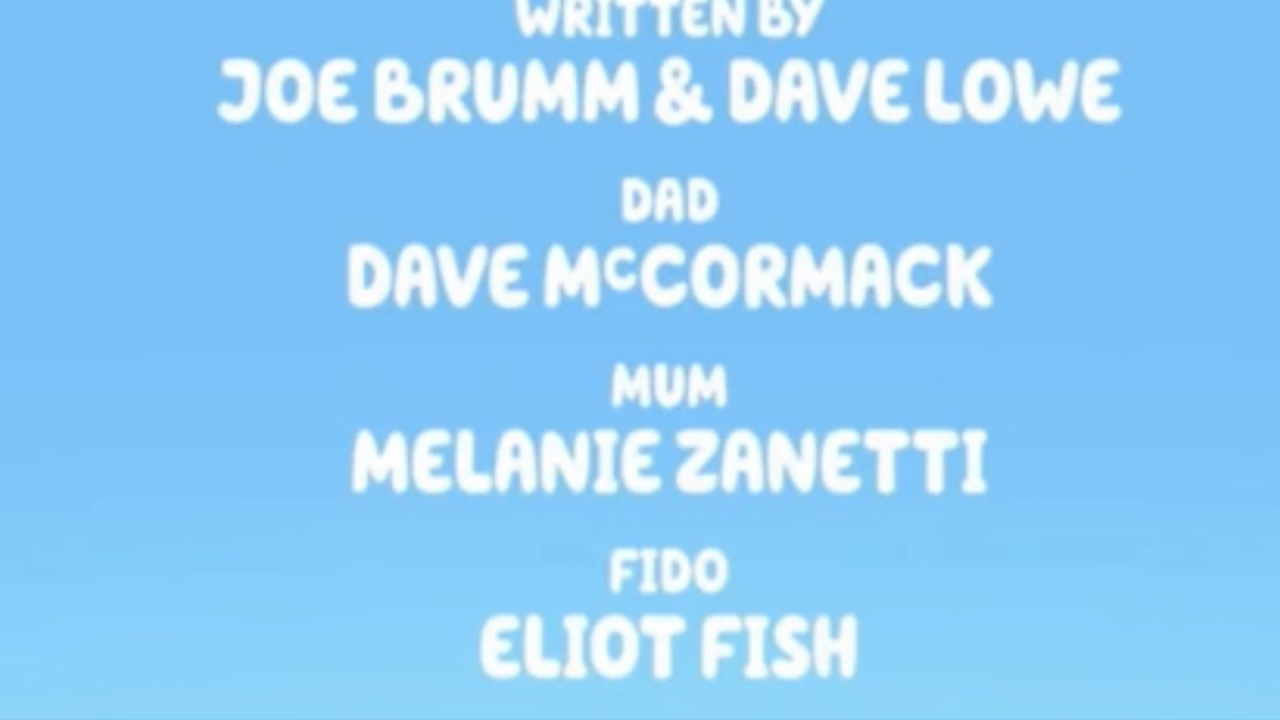 WRITTEN BY
JOE BRUMM & DAVE LOWE
DAD
DAVE McCORMACK
MUM
MELANIE ZANETTI
FIDO
ELIOT FISH